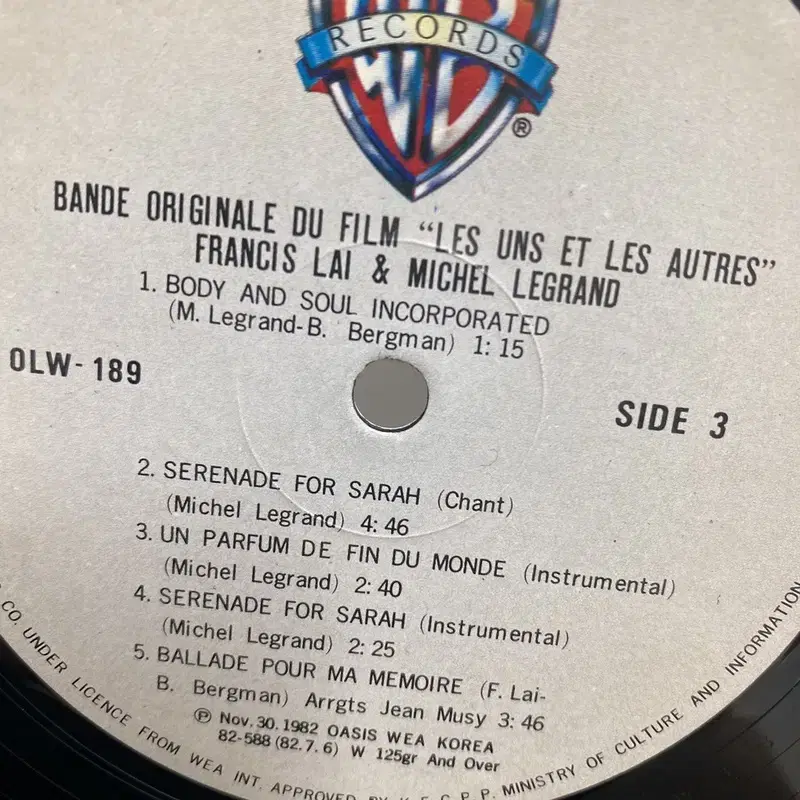 RECORDS
®
BANDE ORIGINALE DU FILM “LES UNS ET LES AUTRES”
FRANCIS LAI & MICHEL LEGRAND
1. BODY AND SOUL INCORPORATED
(M. Legrand-B. Bergman) 1:15
OLW-189
SIDE 3
2. SERENADE FOR SARAH (Chant)
(Michel Legrand) 4:46
3. UN PARFUM DE FIN DU MONDE (Instrumental)
(Michel Legrand) 2:40
4. SERENADE FOR SARAH (Instrumental)
(Michel Legrand) 2:25
5. BALLADE POUR MA MEMOIRE (F. Lai-
B. Bergman) Arrgts Jean Musy 3:46
℗ Nov. 30. 1982 OASIS WEA KOREA
82-588 (82. 7. 6) W 125gr And Over
CO. UNDER LICENCE FROM WEA INT. APPROVED BY P. P. MINISTRY OF CULTURE AND INFORMATION